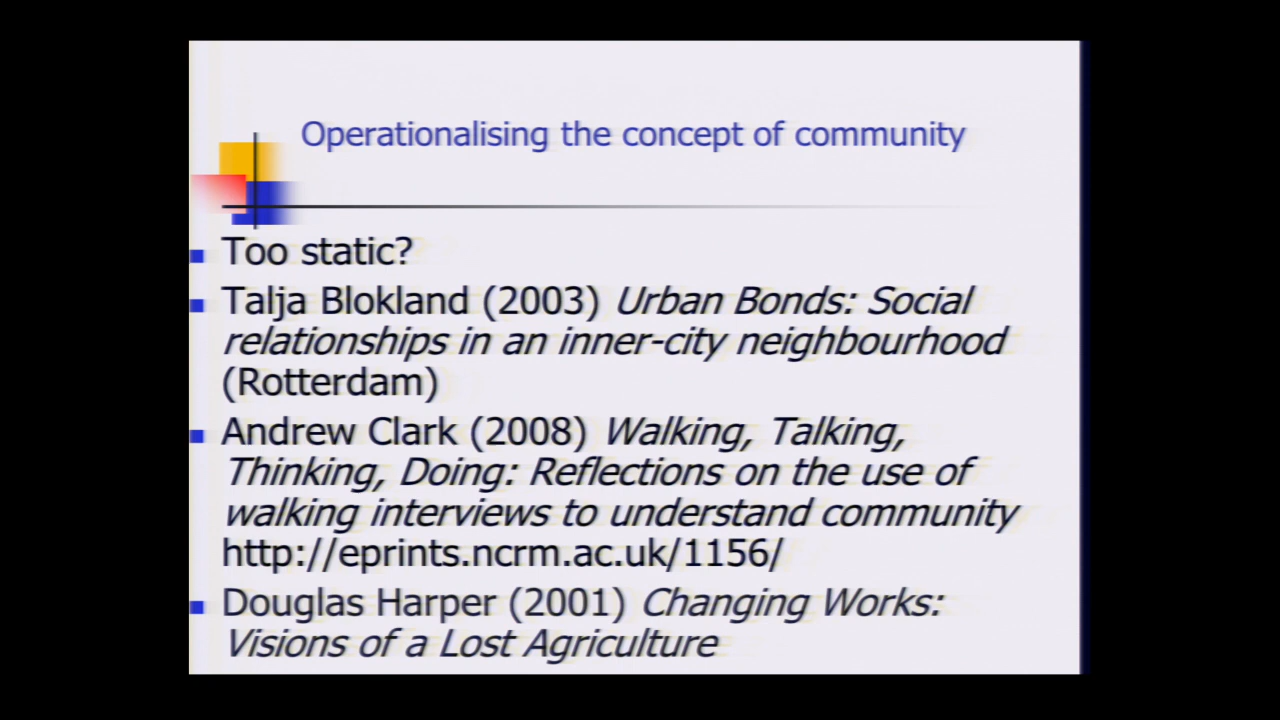 Operationalising the concept of community
Too static?
Talja Blokland (2003) Urban Bonds: Social
relationships in an inner-city neighbourhood
(Rotterdam)
Andrew Clark (2008) Walking, Talking,
Thinking, Doing: Reflections on the use of
walking interviews to understand community
http://eprints.ncrm.ac.uk/1156/
Douglas Harper (2001) Changing Works:
Visions of a Lost Agriculture